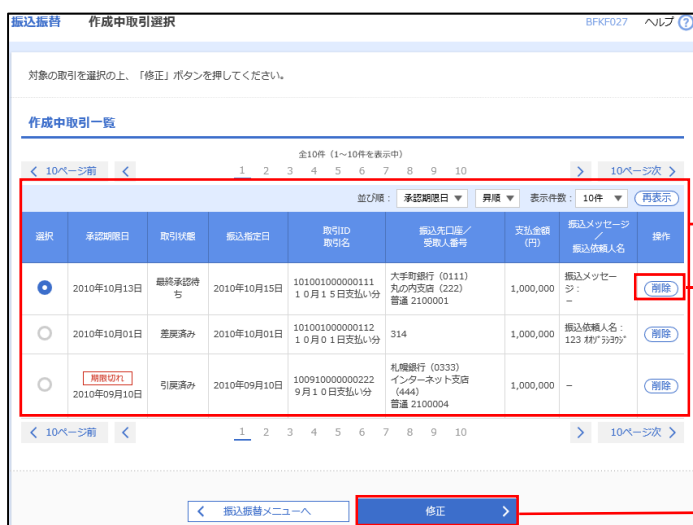 振込振替 作成中取引選択 BFKF027 ヘルプ ?
対象の取引を選択の上、「修正」ボタンを押してください。
作成中取引一覧
全10件（1～10件を表示中）
10ページ前 1 2 3 4 5 6 7 8 9 10 10ページ次
並び順： 承認期限日 ▼ 昇順 ▼ 表示件数： 10件 ▼ 再表示
選択 承認期限日 取引状態 振込指定日 取引ID 取引名 振込先口座／受取人番号 支払金額（円） 振込メッセージ／振込依頼人名 操作
2010年10月13日 最終承認待ち 2010年10月15日 101001000000111 10月15日支払い分 大手町銀行（0111） 丸の内支店（222） 普通 2100001 1,000,000 振込メッセージ： － 削除
2010年10月01日 差戻済み 2010年10月01日 101001000000112 10月01日支払い分 314 1,000,000 振込依頼人名： 削除
期限切れ 2010年09月10日 引戻済み 2010年09月10日 100910000000222 9月10日支払い分 札幌銀行（0333） インターネット支店（444） 普通 2100004 1,000,000 － 削除
10ページ前 1 2 3 4 5 6 7 8 9 10 10ページ次
振込振替メニューへ 修正